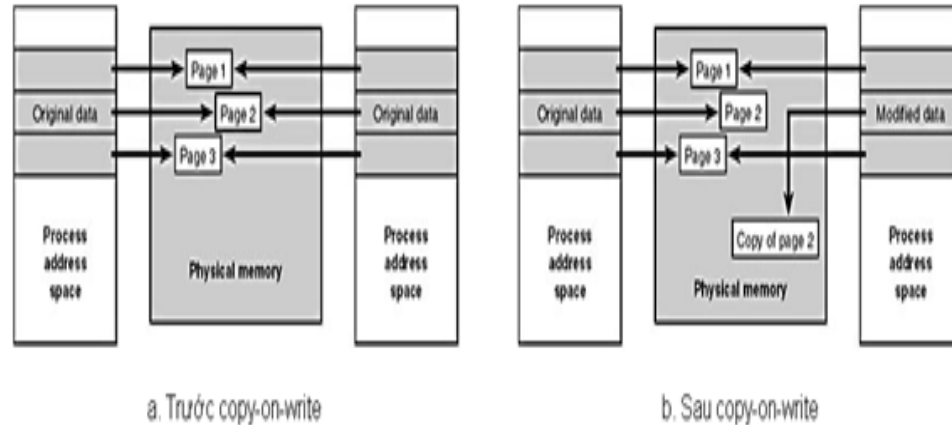 Page 1
Original data
Page 2
Original data
Page 3
Process
address
space
Physical memory
Process
address
space
a. Trước copy-on-write
Page 1
Original data
Page 2
Modified data
Page 3
Copy of page 2
Process
address
space
Physical memory
Process
address
space
b. Sau copy-on-write